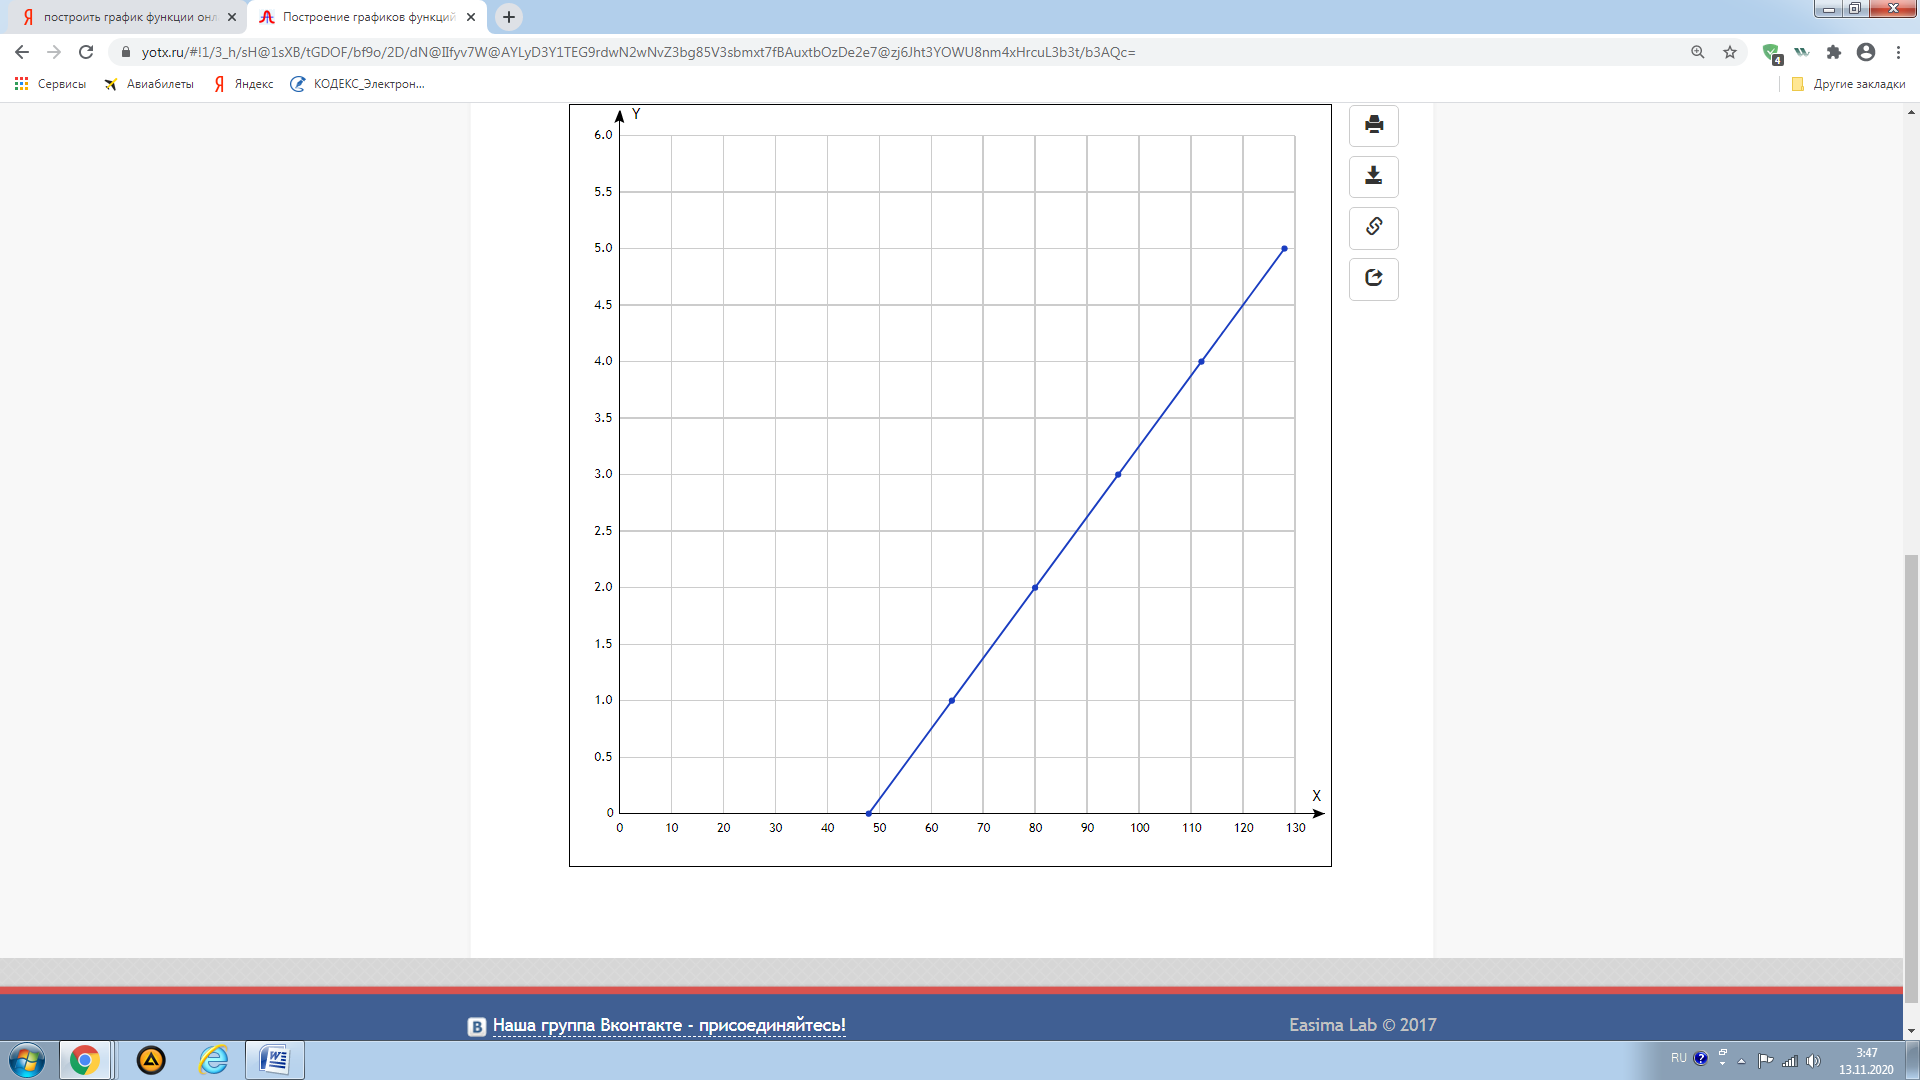 построить график функции онл
Построение графиков функций
yotx.ru/#!1/3_h/sH@1sXB/tGDOF/bf9o/2D/dN@IIfyv7W@AYLyD3Y1TEG9rdwN2wNvZ3bg85V3sbmxt7fBAuxtbOzDe2e7@zj6Jht3YOWU8nm4xHrcuL3b3t/b3AQc=
4
Сервисы
Авиабилеты
Я Яндекс
КОДЕКС_Электрон...
Другие закладки
Y
6.0
5.5
5.0
4.5
4.0
3.5
3.0
2.5
2.0
1.5
1.0
0.5
0
X
0 10 20 30 40 50 60 70 80 90 100 110 120 130
В Наша группа Вконтакте - присоединяйтесь!
Easima Lab © 2017
RU
3:47
13.11.2020